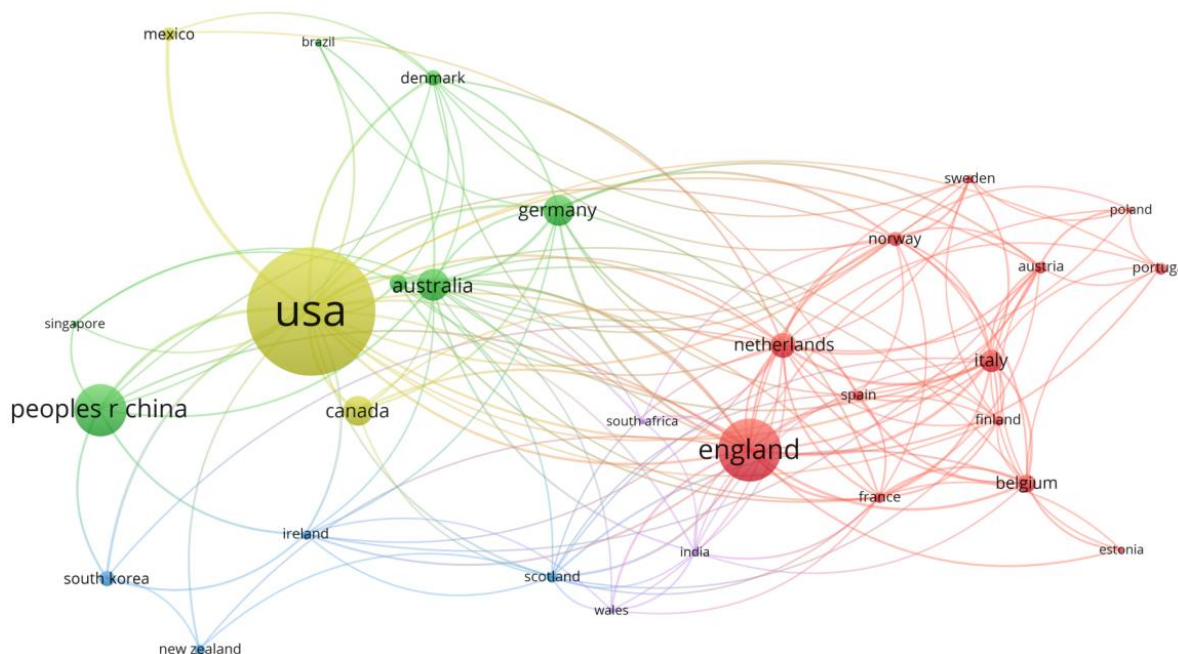 mexico
brazil
denmark
sweden
germany
poland
norway
austria
portuga
australia
usa
singapore
netherlands
italy
spain
peoples r china
canada
south africa
finland
england
belgium
france
ireland
india
estonia
south korea
scotland
wales
new zealand